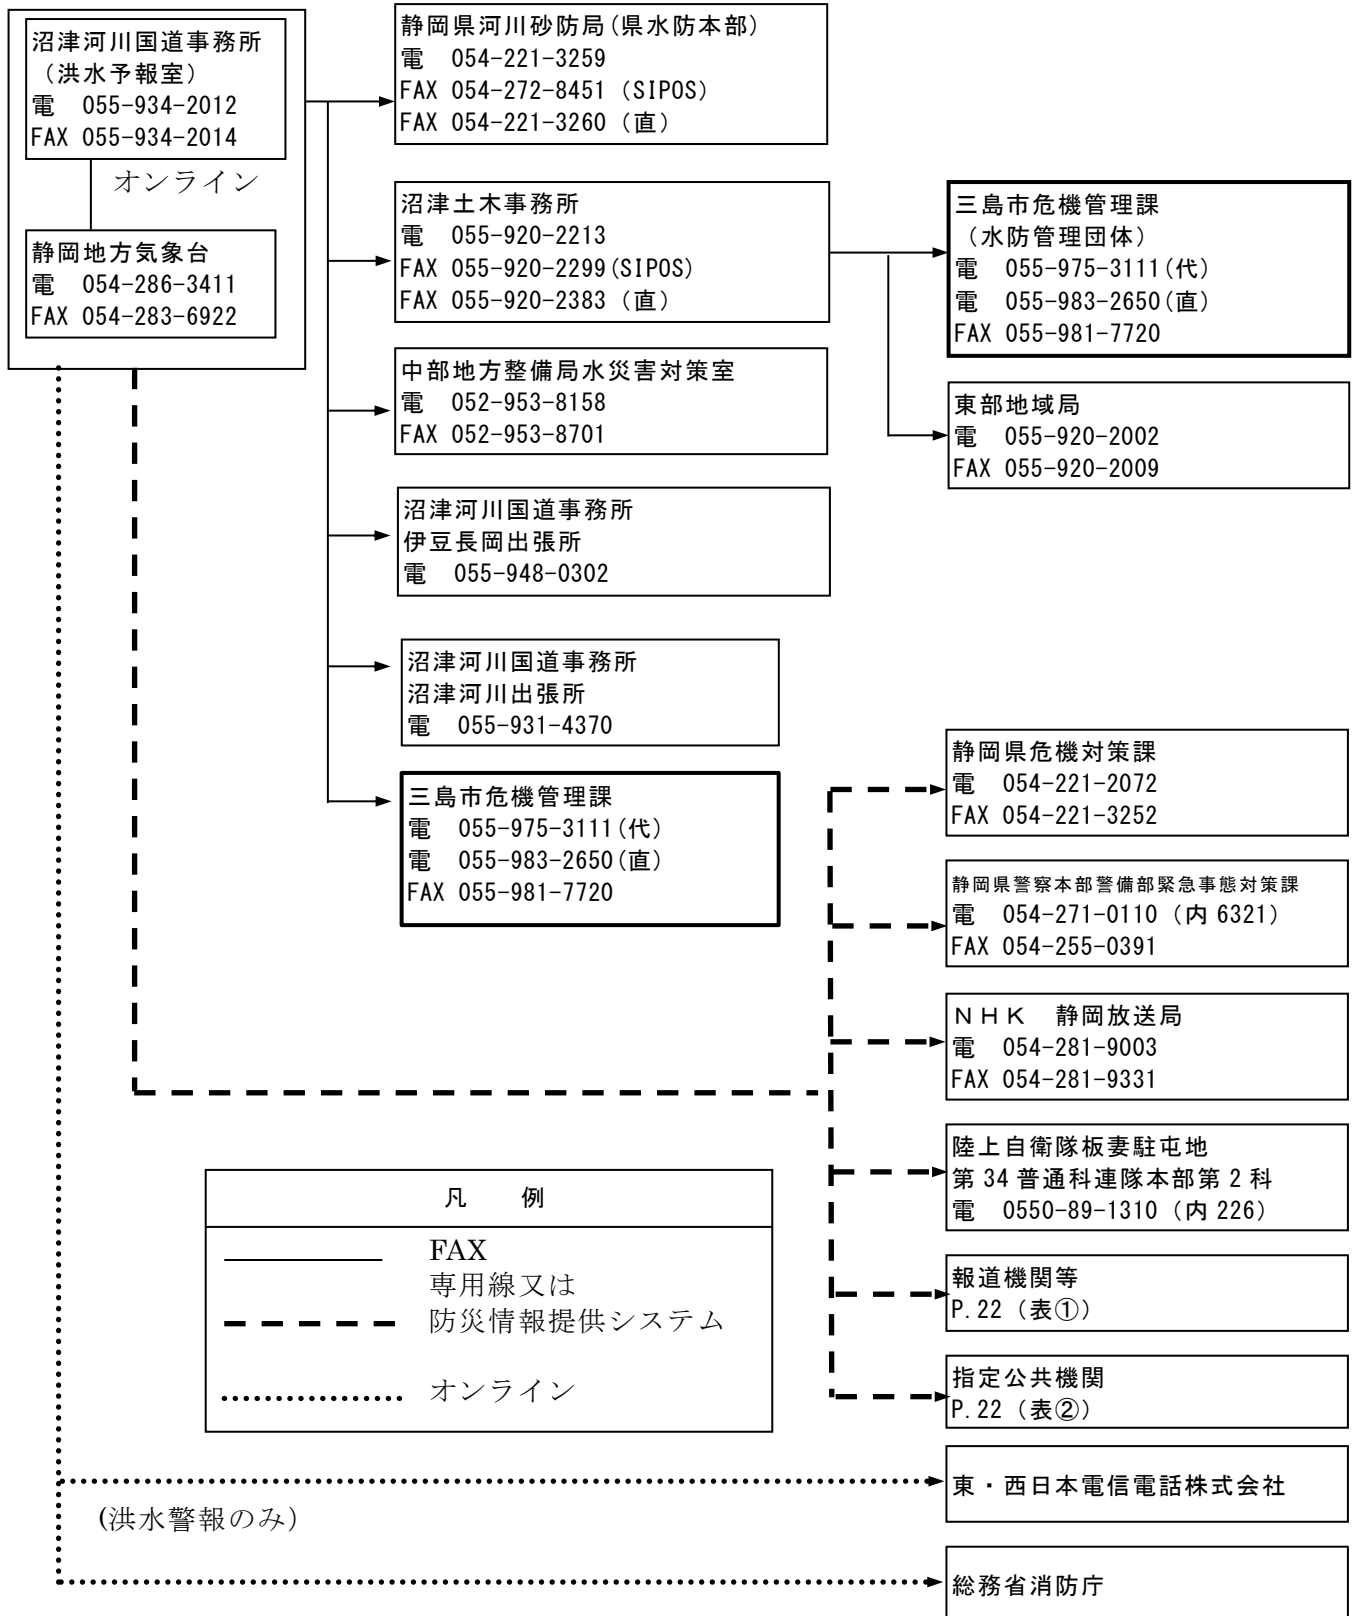 沼津河川国道事務所
（洪水予報室）
電　055-934-2012
FAX 055-934-2014
オンライン
静岡地方気象台
電　054-286-3411
FAX 054-283-6922
静岡県河川砂防局(県水防本部)
電　054-221-3259
FAX 054-272-8451 (SIPOS)
FAX 054-221-3260 (直)
沼津土木事務所
電　055-920-2213
FAX 055-920-2299(SIPOS)
FAX 055-920-2383 (直)
三島市危機管理課
（水防管理団体）
電　055-975-3111(代)
電　055-983-2650(直)
FAX 055-981-7720
中部地方整備局水災害対策室
電　052-953-8158
FAX 052-953-8701
東部地域局
電　055-920-2002
FAX 055-920-2009
沼津河川国道事務所
伊豆長岡出張所
電　055-948-0302
沼津河川国道事務所
沼津河川出張所
電　055-931-4370
三島市危機管理課
電　055-975-3111(代)
電　055-983-2650(直)
FAX 055-981-7720
静岡県危機対策課
電　054-221-2072
FAX 054-221-3252
静岡県警察本部警備部緊急事態対策課
電　054-271-0110 (内 6321)
FAX 054-255-0391
ＮＨＫ　静岡放送局
電　054-281-9003
FAX 054-281-9331
陸上自衛隊板妻駐屯地
第 34 普通科連隊本部第 2 科
電　0550-89-1310 (内 226)
報道機関等
P.22 (表①)
指定公共機関
P.22 (表②)
凡　例
FAX
専用線又は
防災情報提供システム
オンライン
東・西日本電信電話株式会社
(洪水警報のみ)
総務省消防庁